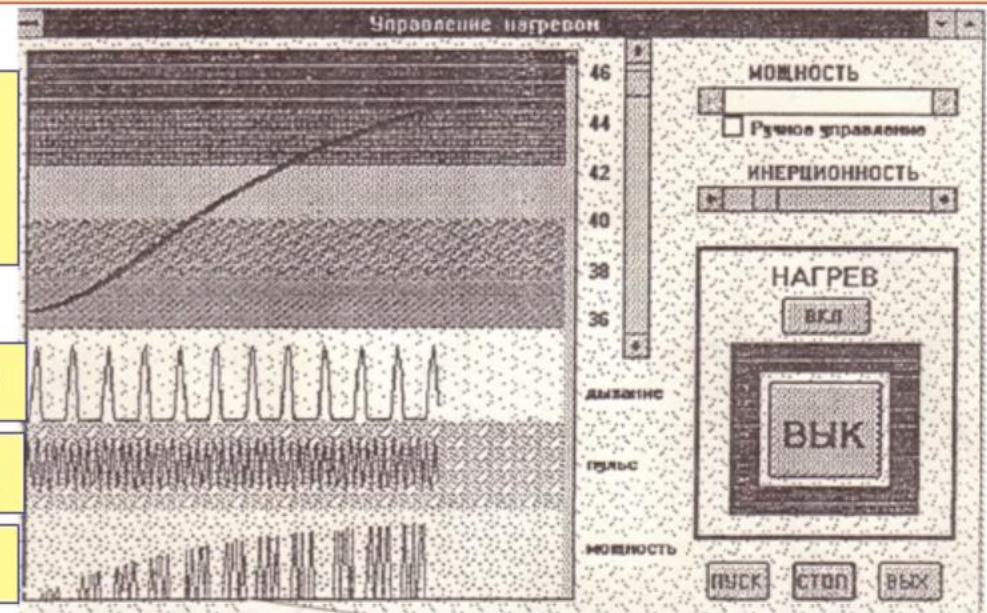 Управление нагревом
46
44
42
40
38
36
дыхание
пульс
мощность
МОЩНОСТЬ
Ручное управление
ИНЕРЦИОННОСТЬ
НАГРЕВ
ВКЛ
ВЫК
ПУСК
СТОП
ВЫХ